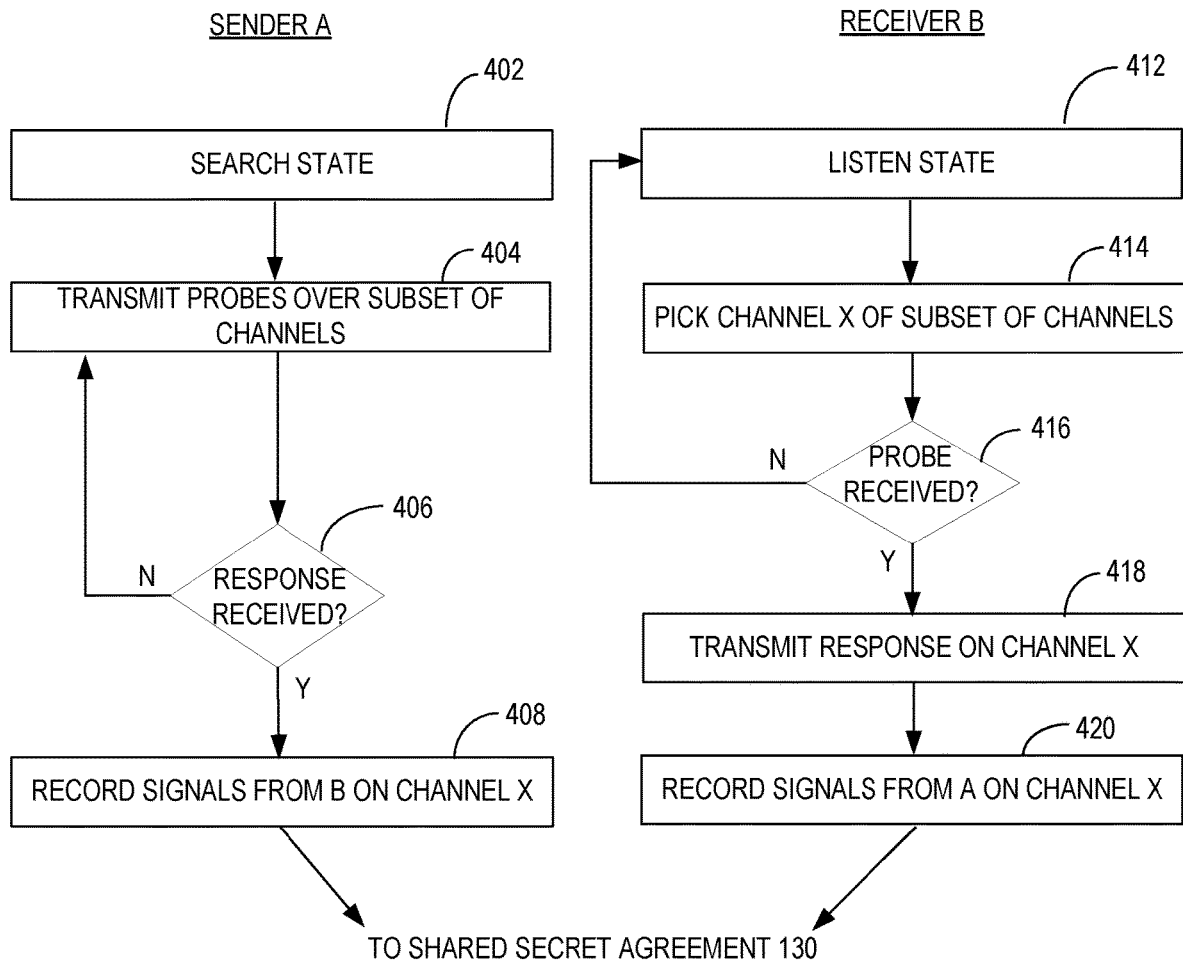 SENDER A
402
SEARCH STATE
404
TRANSMIT PROBES OVER SUBSET OF
CHANNELS
406
N
RESPONSE
RECEIVED?
Y
408
RECORD SIGNALS FROM B ON CHANNEL X
RECEIVER B
412
LISTEN STATE
414
PICK CHANNEL X OF SUBSET OF CHANNELS
416
N
PROBE
RECEIVED?
Y
418
TRANSMIT RESPONSE ON CHANNEL X
420
RECORD SIGNALS FROM A ON CHANNEL X
TO SHARED SECRET AGREEMENT 130